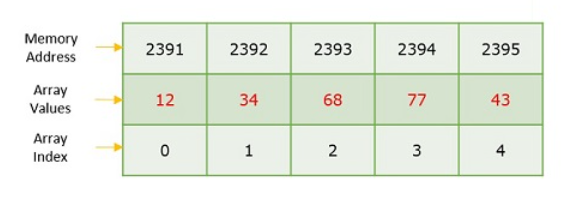 Memory Address 2391 2392 2393 2394 2395
Array Values 12 34 68 77 43
Array Index 0 1 2 3 4